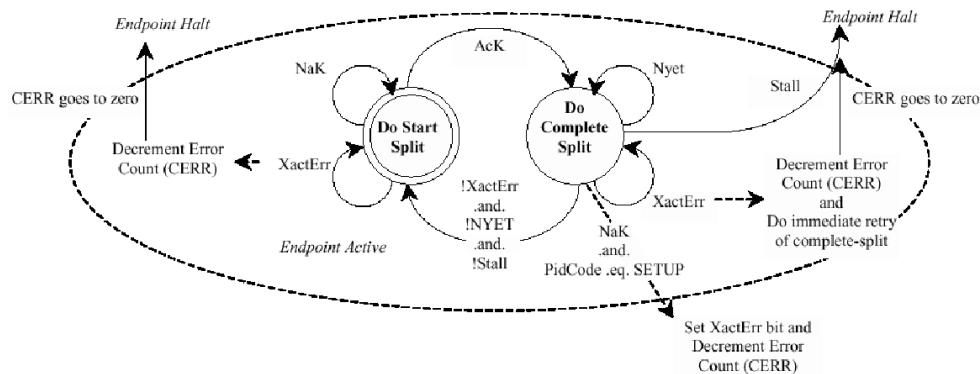 Endpoint Halt
Endpoint Halt
AcK
NaK
Nyet
Stall
CERR goes to zero
CERR goes to zero
Do Start
Split
Do
Complete
Split
Decrement Error
Count (CERR)
XactErr
XactErr
Decrement Error
Count (CERR)
and
Do immediate retry
of complete-split
!XactErr
.and.
!NYET
.and.
!Stall
Endpoint Active
NaK
.and.
PidCode .eq. SETUP
Set XactErr bit and
Decrement Error
Count (CERR)